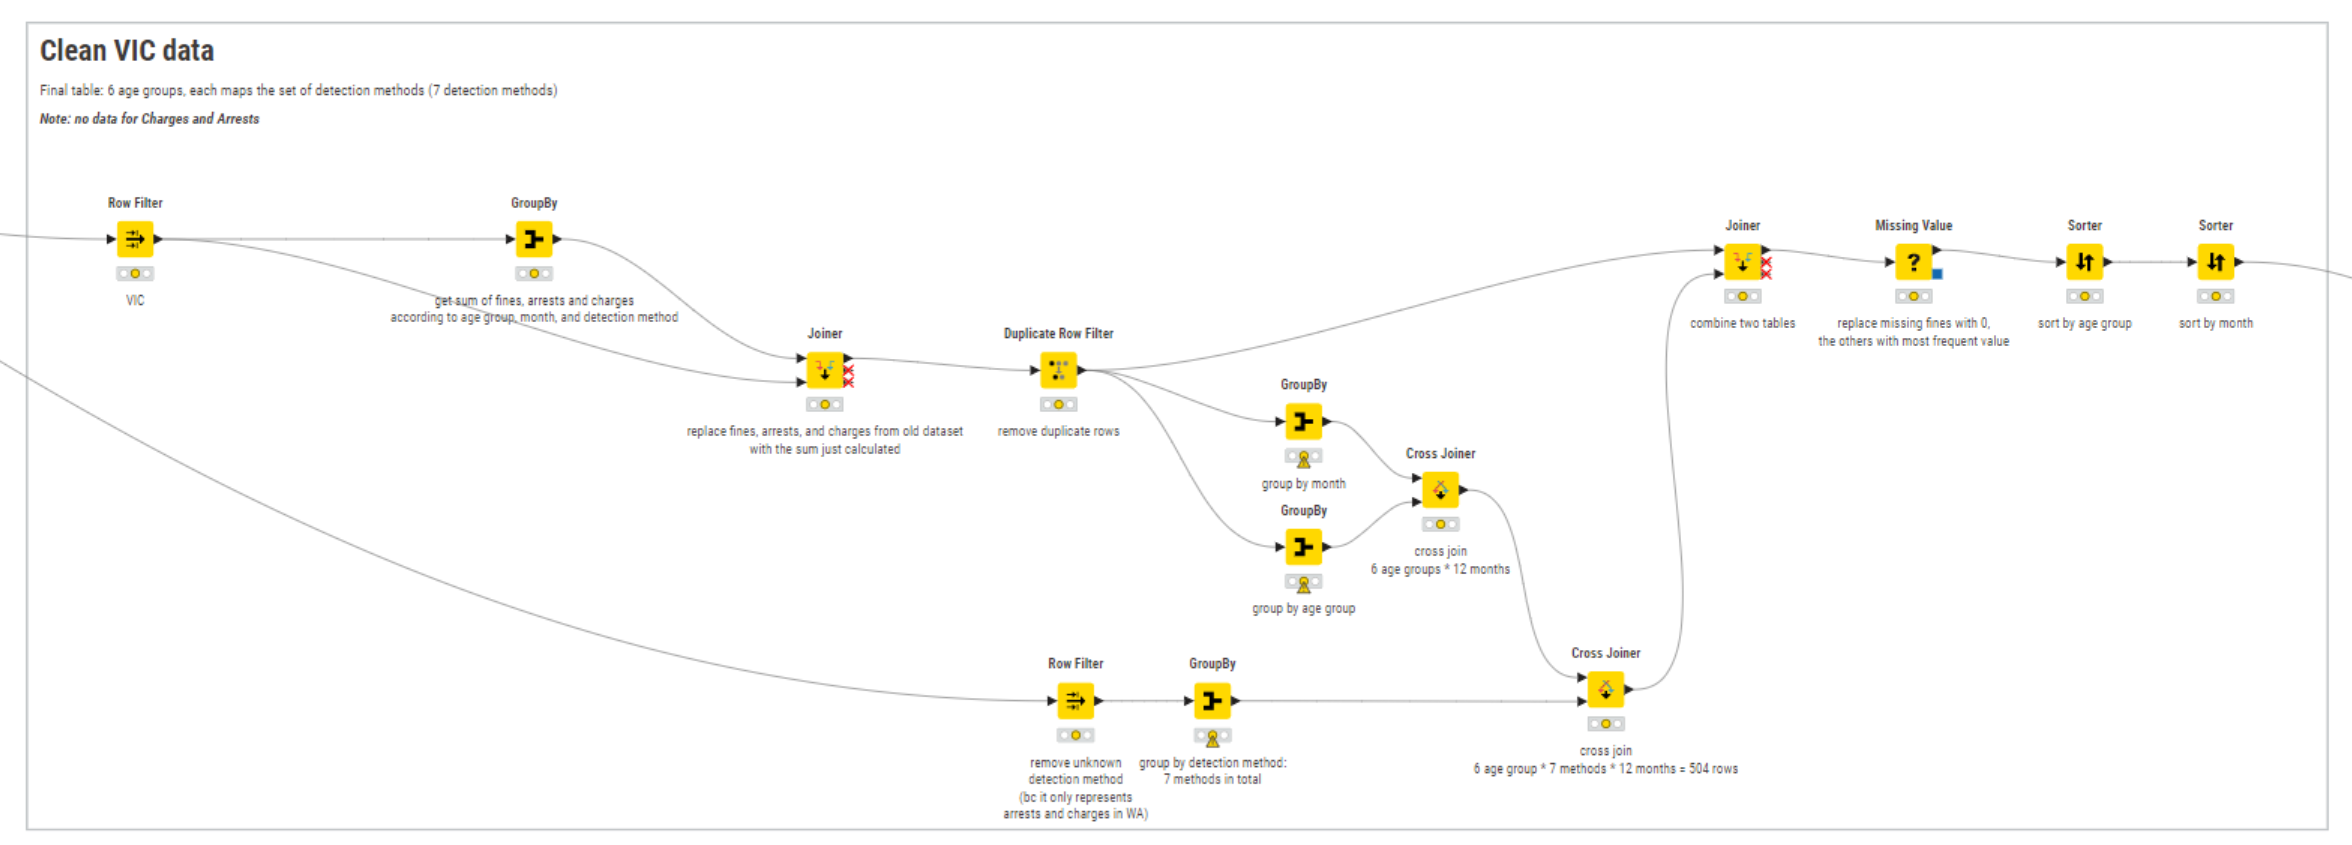 Clean VIC data
Final table: 6 age groups, each maps the set of detection methods (7 detection methods)
Note: no data for Charges and Arrests
Row Filter
VIC
GroupBy
get sum of fines, arrests and charges
according to age group, month, and detection method
Joiner
replace fines, arrests, and charges from old dataset
with the sum just calculated
Duplicate Row Filter
remove duplicate rows
GroupBy
group by month
GroupBy
group by age group
Cross Joiner
cross join
6 age groups * 12 months
Row Filter
remove unknown
detection method
(bc it only represents
arrests and charges in WA)
GroupBy
group by detection method:
7 methods in total
Cross Joiner
cross join
6 age group * 7 methods * 12 months = 504 rows
Joiner
combine two tables
Missing Value
?
replace missing fines with 0,
the others with most frequent value
Sorter
sort by age group
Sorter
sort by month